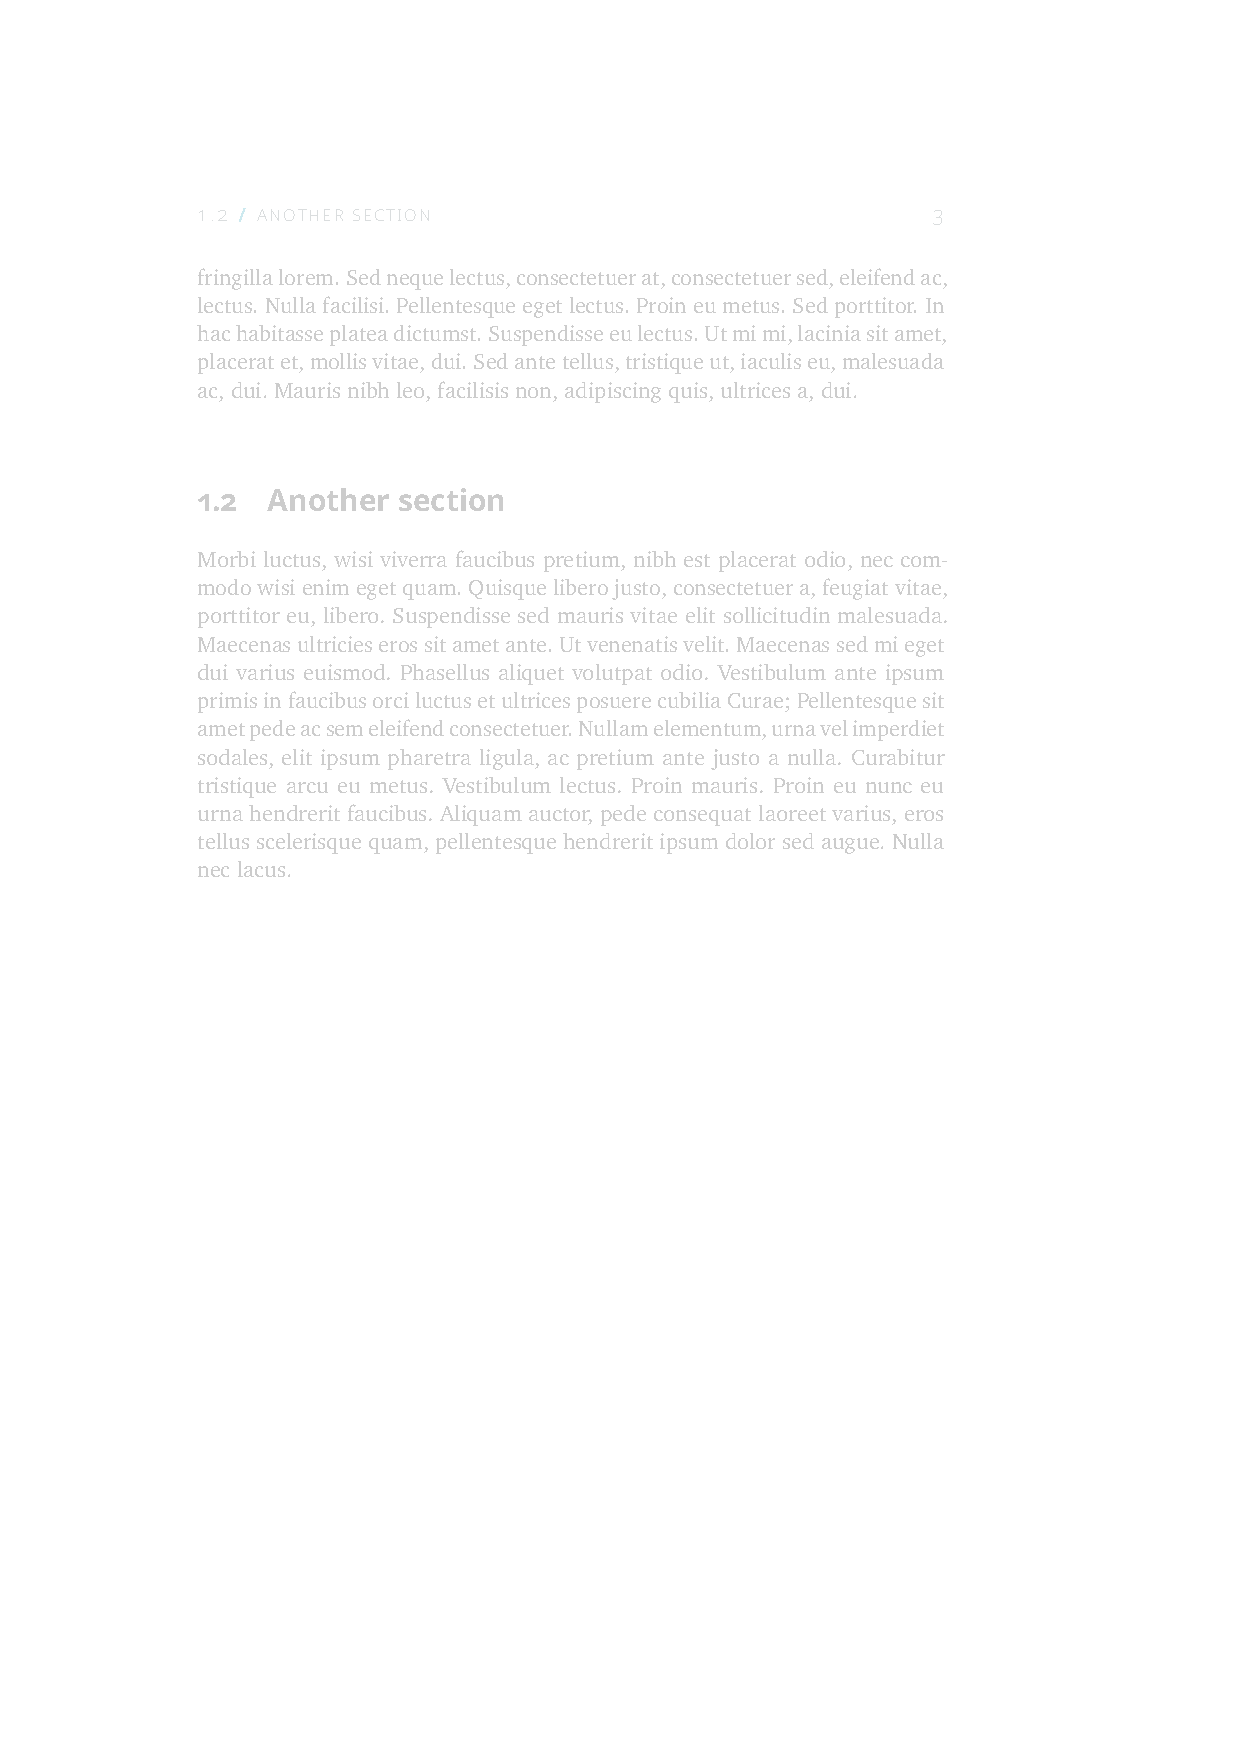 1.2 / ANOTHER SECTION 3
fringilla lorem. Sed neque lectus, consectetuer at, consectetuer sed, eleifend ac,
lectus. Nulla facilisi. Pellentesque eget lectus. Proin eu metus. Sed porttitor. In
hac habitasse platea dictumst. Suspendisse eu lectus. Ut mi mi, lacinia sit amet,
placerat et, mollis vitae, dui. Sed ante tellus, tristique ut, iaculis eu, malesuada
ac, dui. Mauris nibh leo, facilisis non, adipiscing quis, ultrices a, dui.
1.2 Another section
Morbi luctus, wisi viverra faucibus pretium, nibh est placerat odio, nec com-
modo wisi enim eget quam. Quisque libero justo, consectetuer a, feugiat vitae,
porttitor eu, libero. Suspendisse sed mauris vitae elit sollicitudin malesuada.
Maecenas ultricies eros sit amet ante. Ut venenatis velit. Maecenas sed mi eget
dui varius euismod. Phasellus aliquet volutpat odio. Vestibulum ante ipsum
primis in faucibus orci luctus et ultrices posuere cubilia Curae; Pellentesque sit
amet pede ac sem eleifend consectetuer. Nullam elementum, urna vel imperdiet
sodales, elit ipsum pharetra ligula, ac pretium ante justo a nulla. Curabitur
tristique arcu eu metus. Vestibulum lectus. Proin mauris. Proin eu nunc eu
urna hendrerit faucibus. Aliquam auctor, pede consequat laoreet varius, eros
tellus scelerisque quam, pellentesque hendrerit ipsum dolor sed augue. Nulla
nec lacus.